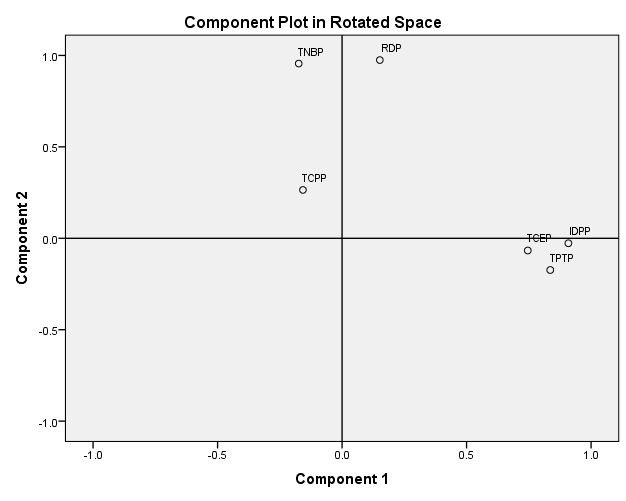 Component Plot in Rotated Space
TNBP
RDP
TCPP
TCEP
IDPP
TPTP
1.0
0.5
0.0
-0.5
-1.0
Component 2
-1.0
-0.5
0.0
0.5
1.0
Component 1